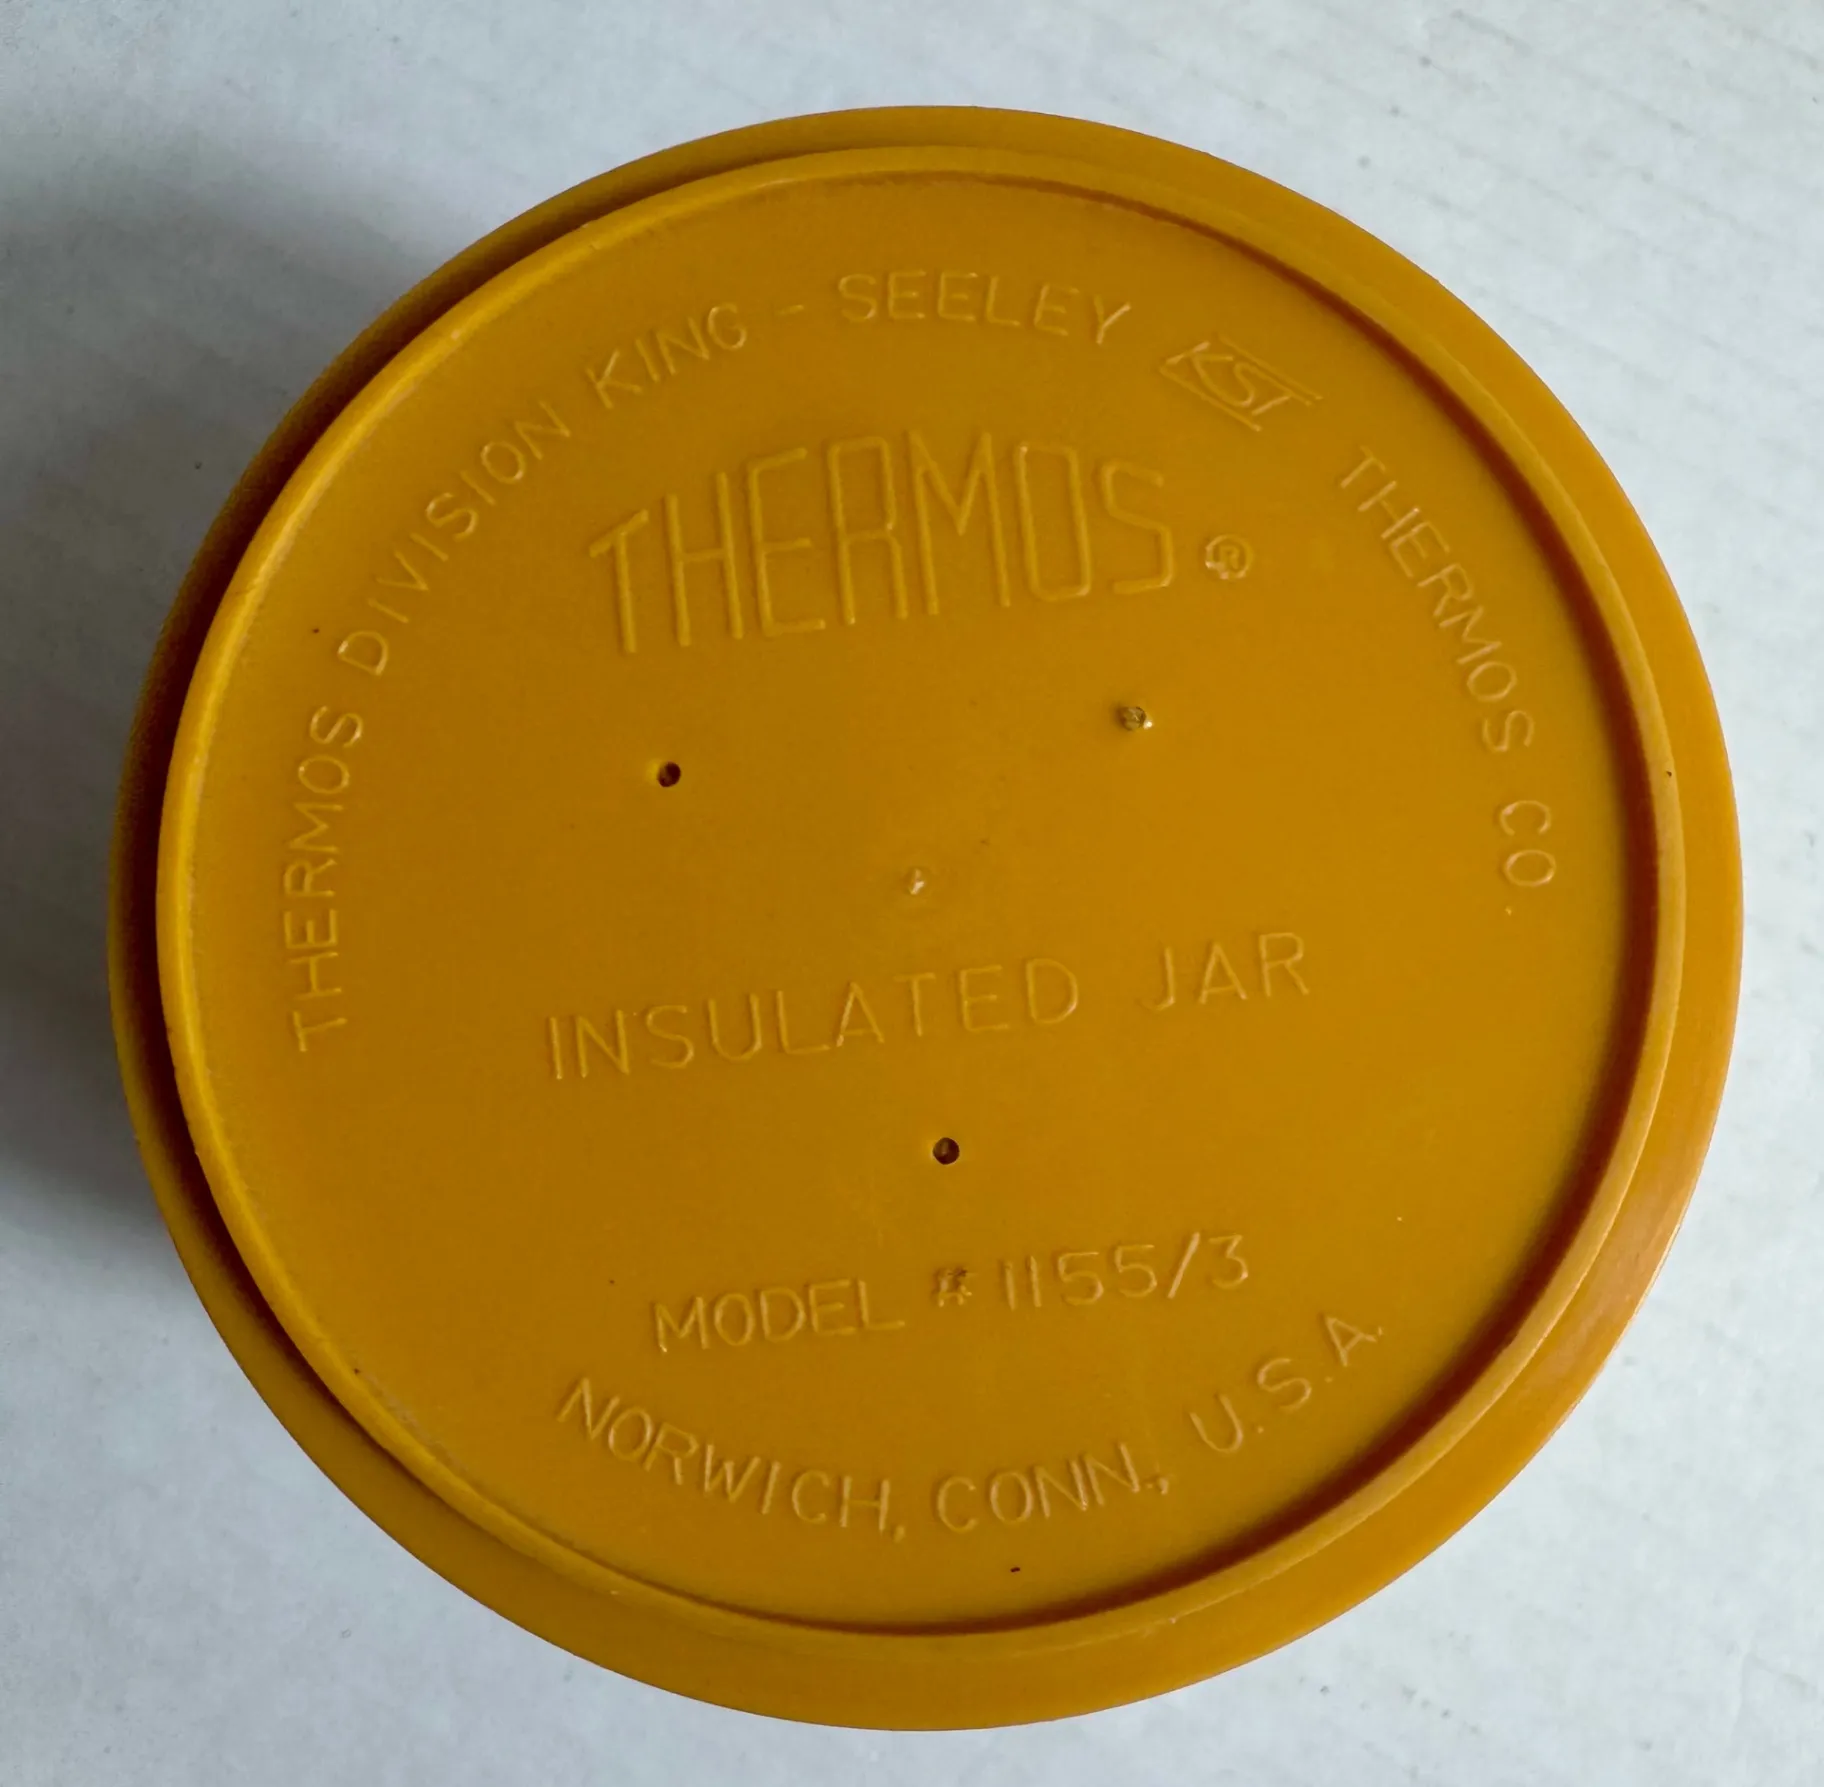 THERMOS DIVISION KING - SEELEY KST THERMOS CO.
THERMOS ®
INSULATED JAR
MODEL # 1155/3
NORWICH, CONN., U.S.A.